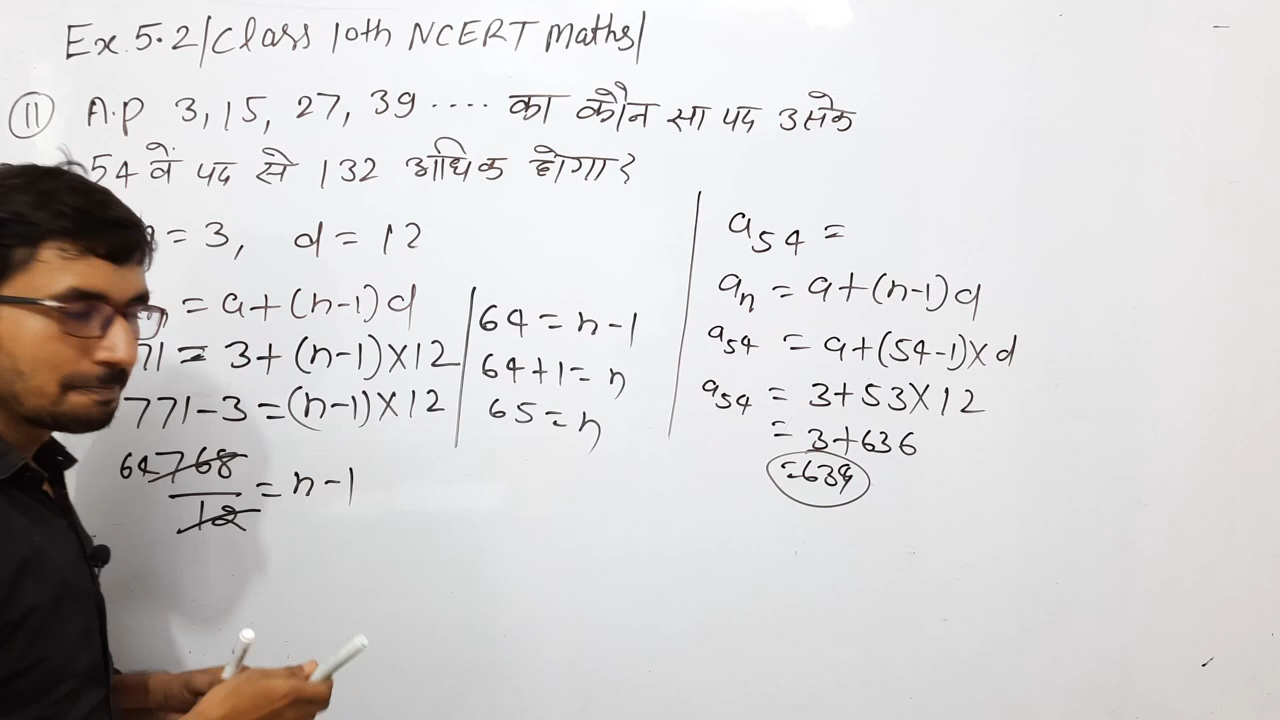 Ex. 5.2/Class 10th NCERT Maths/
11 A.P 3, 15, 27, 39 .... का कौन सा पद उसके
54 वें पद से 132 अधिक होगा?
= 3, d = 12
= a+(n-1)d
71 = 3+(n-1)×12
771-3=(n-1)×12
64 768/12 = n-1
64=n-1
64+1=n
65=n
a54 =
an = a+(n-1)d
a54 = a+(54-1)×d
a54 = 3+53×12
= 3+636
=639